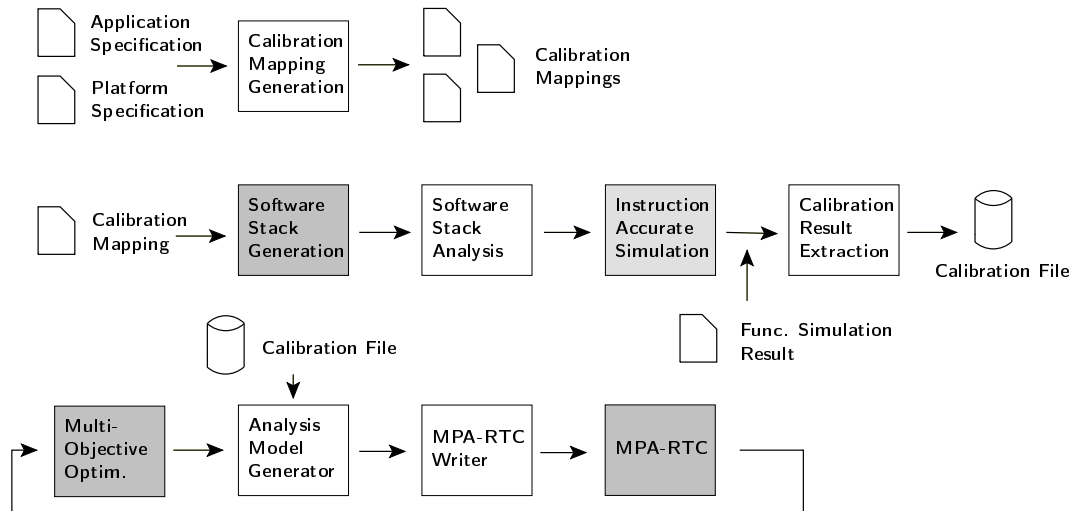 Application
Specification
Platform
Specification
Calibration
Mapping
Generation
Calibration
Mappings
Calibration
Mapping
Software
Stack
Generation
Software
Stack
Analysis
Instruction
Accurate
Simulation
Calibration
Result
Extraction
Calibration File
Func. Simulation
Result
Calibration File
Multi-
Objective
Optim.
Analysis
Model
Generator
MPA-RTC
Writer
MPA-RTC